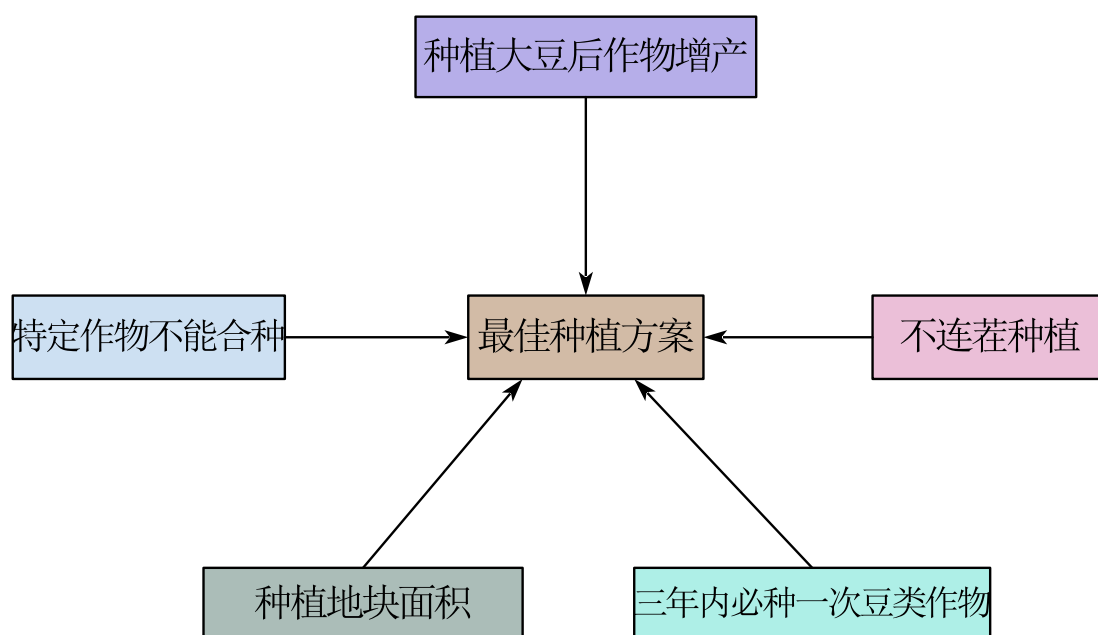 种植大豆后作物增产
特定作物不能合种
最佳种植方案
不连茬种植
种植地块面积
三年内必种一次豆类作物